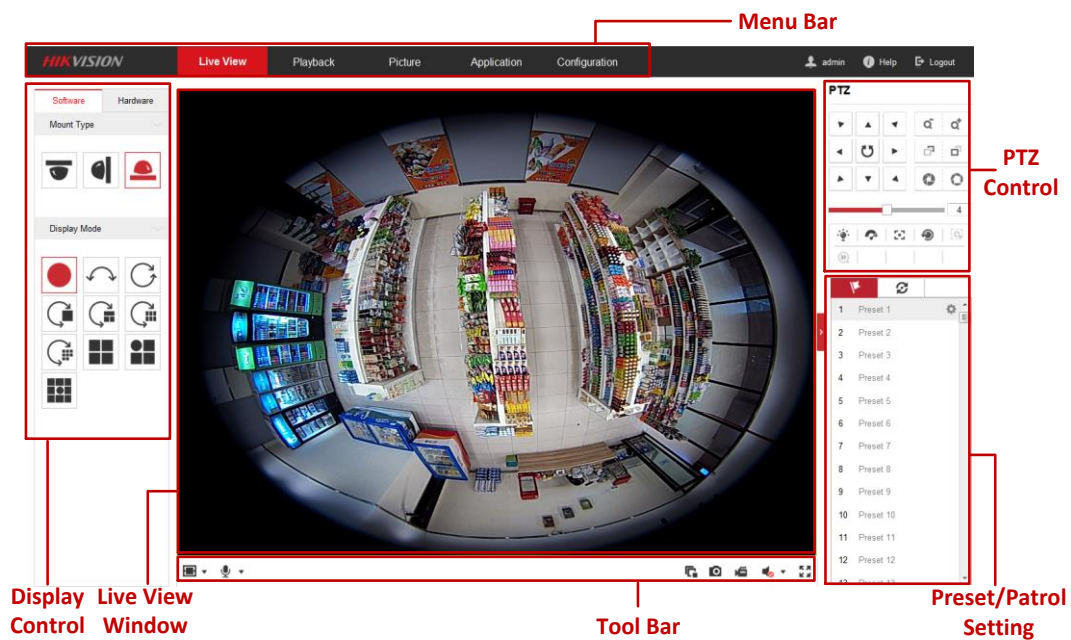 Menu Bar
HIKVISION Live View Playback Picture Application Configuration admin Help Logout
Software Hardware
Mount Type
Display Mode
PTZ
4
PTZ
Control
1 Preset 1
2 Preset 2
3 Preset 3
4 Preset 4
5 Preset 5
6 Preset 6
7 Preset 7
8 Preset 8
9 Preset 9
10 Preset 10
11 Preset 11
12 Preset 12
13 Preset 13
Display
Control
Live View
Window
Tool Bar
Preset/Patrol
Setting